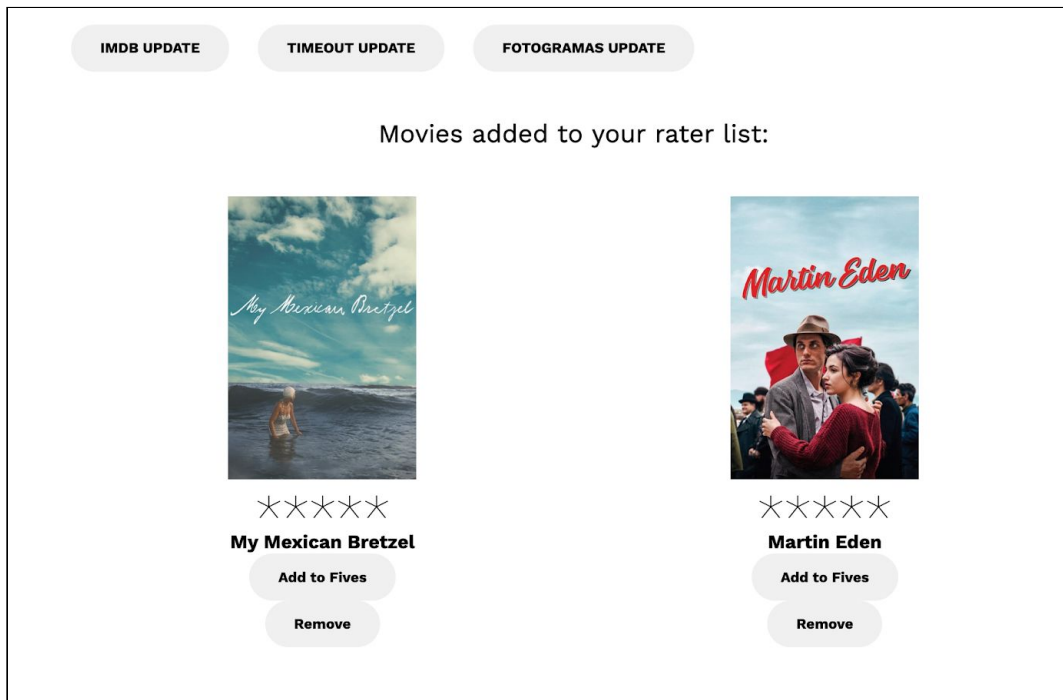 IMDB UPDATE TIMEOUT UPDATE FOTOGRAMAS UPDATE
Movies added to your rater list:
My Mexican Bretzel
Martin Eden
My Mexican Bretzel
Add to Fives
Remove
Martin Eden
Add to Fives
Remove